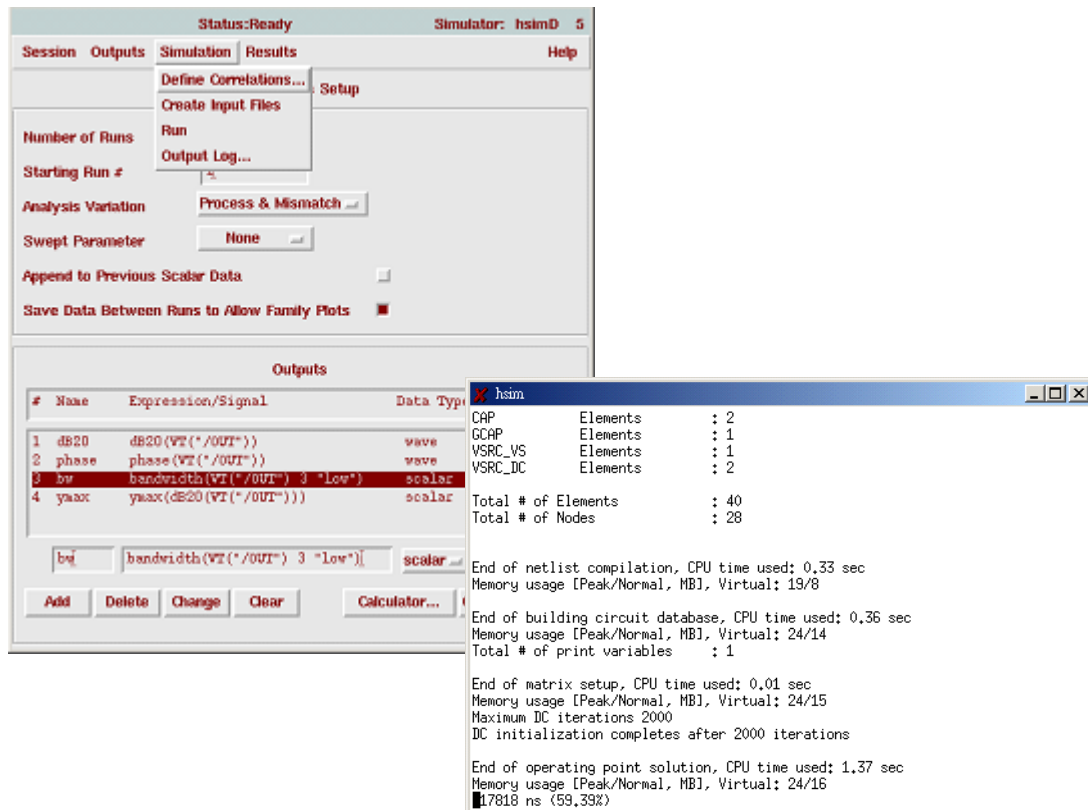 Status:Ready Simulator: hsimD 5
Session Outputs Simulation Results Help
Define Correlations...
Setup
Create Input Files
Run
Output Log...
Number of Runs
Starting Run #
Analysis Variation Process & Mismatch
Swept Parameter None
Append to Previous Scalar Data
Save Data Between Runs to Allow Family Plots
Outputs
# Name Expression/Signal Data Type
1 dB20 dB20(VT("/OUT")) wave
2 phase phase(VT("/OUT")) wave
3 bw bandwidth(VT("/OUT") 3 "low") scalar
4 ymax ymax(dB20(VT("/OUT"))) scalar
bw bandwidth(VT("/OUT") 3 "low") scalar
Add Delete Change Clear Calculator...
hsim
CAP Elements : 2
GCAP Elements : 1
VSRC_VS Elements : 1
VSRC_DC Elements : 2
Total # of Elements : 40
Total # of Nodes : 28
End of netlist compilation, CPU time used: 0.33 sec
Memory usage [Peak/Normal, MB], Virtual: 19/8
End of building circuit database, CPU time used: 0.36 sec
Memory usage [Peak/Normal, MB], Virtual: 24/14
Total # of print variables : 1
End of matrix setup, CPU time used: 0.01 sec
Memory usage [Peak/Normal, MB], Virtual: 24/15
Maximum DC iterations 2000
DC initialization completes after 2000 iterations
End of operating point solution, CPU time used: 1.37 sec
Memory usage [Peak/Normal, MB], Virtual: 24/16
17818 ns (59.39%)